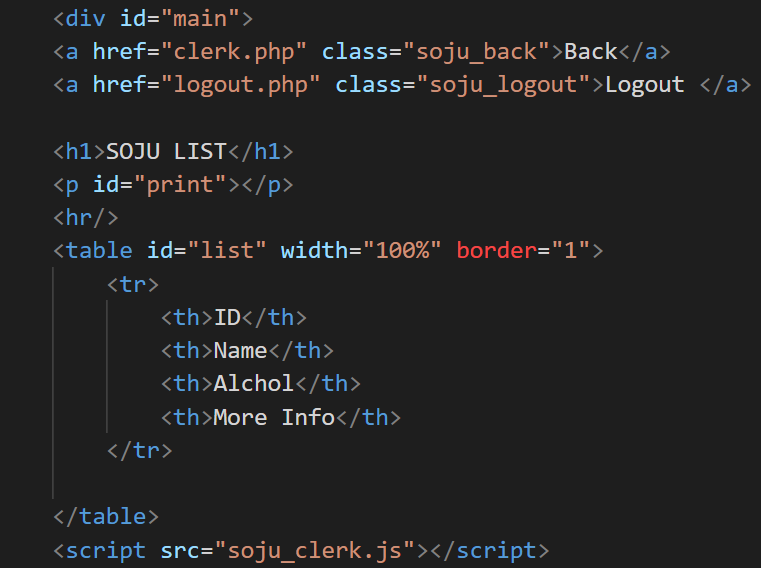 <div id="main">
<a href="clerk.php" class="soju_back">Back</a>
<a href="logout.php" class="soju_logout">Logout </a>
<h1>SOJU LIST</h1>
<p id="print"></p>
<hr/>
<table id="list" width="100%" border="1">
<tr>
<th>ID</th>
<th>Name</th>
<th>Alchol</th>
<th>More Info</th>
</tr>
</table>
<script src="soju_clerk.js"></script>